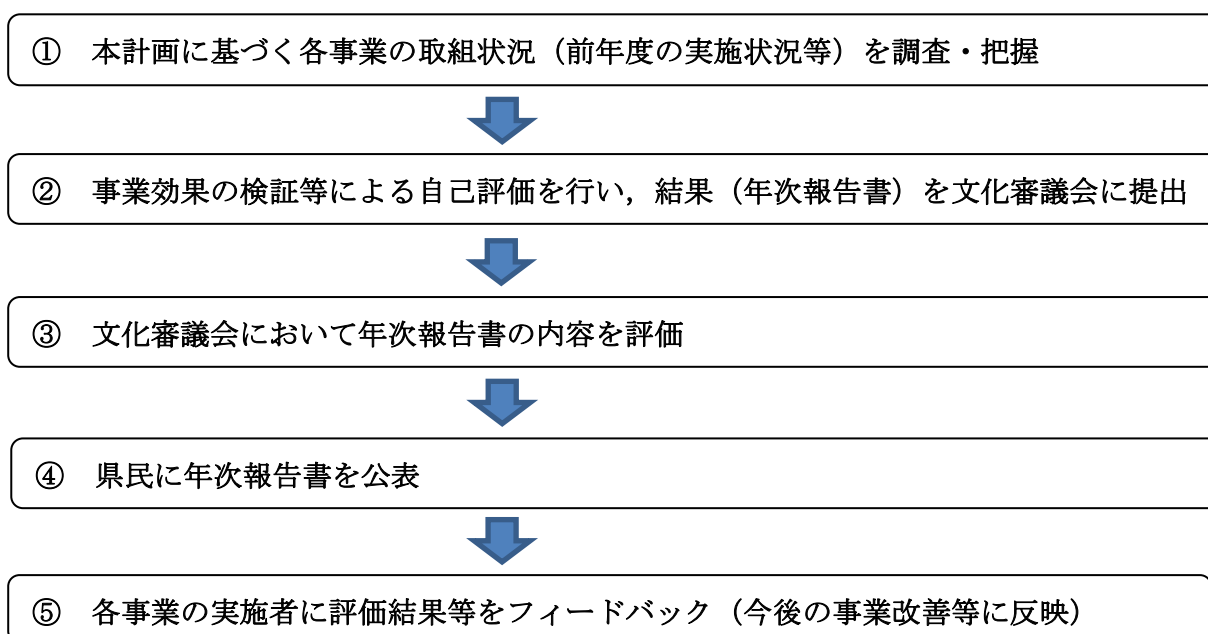 ① 本計画に基づく各事業の取組状況（前年度の実施状況等）を調査・把握
② 事業効果の検証等による自己評価を行い，結果（年次報告書）を文化審議会に提出
③ 文化審議会において年次報告書の内容を評価
④ 県民に年次報告書を公表
⑤ 各事業の実施者に評価結果等をフィードバック（今後の事業改善等に反映）